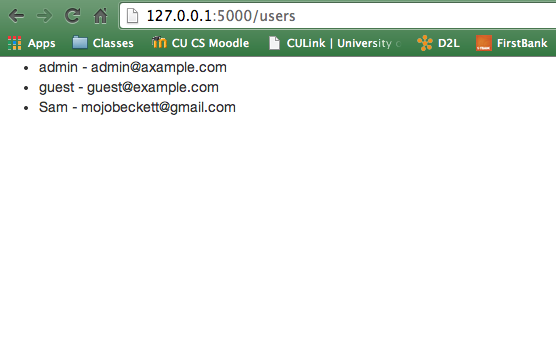 127.0.0.1:5000/users
Apps Classes CU CS Moodle CULink | University o D2L FirstBank
admin - admin@axample.com
guest - guest@example.com
Sam - mojobeckett@gmail.com